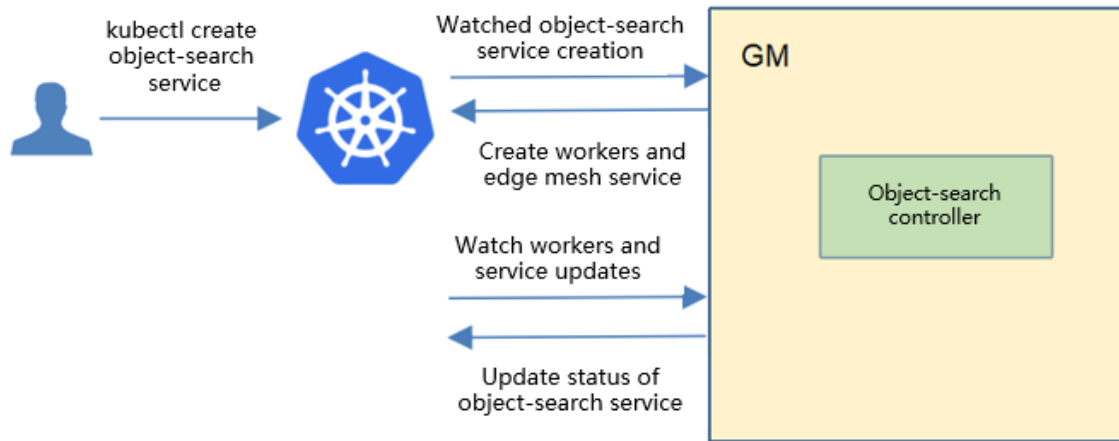 kubectl create
object-search
service
Watched object-search
service creation
GM
Create workers and
edge mesh service
Object-search
controller
Watch workers and
service updates
Update status of
object-search service